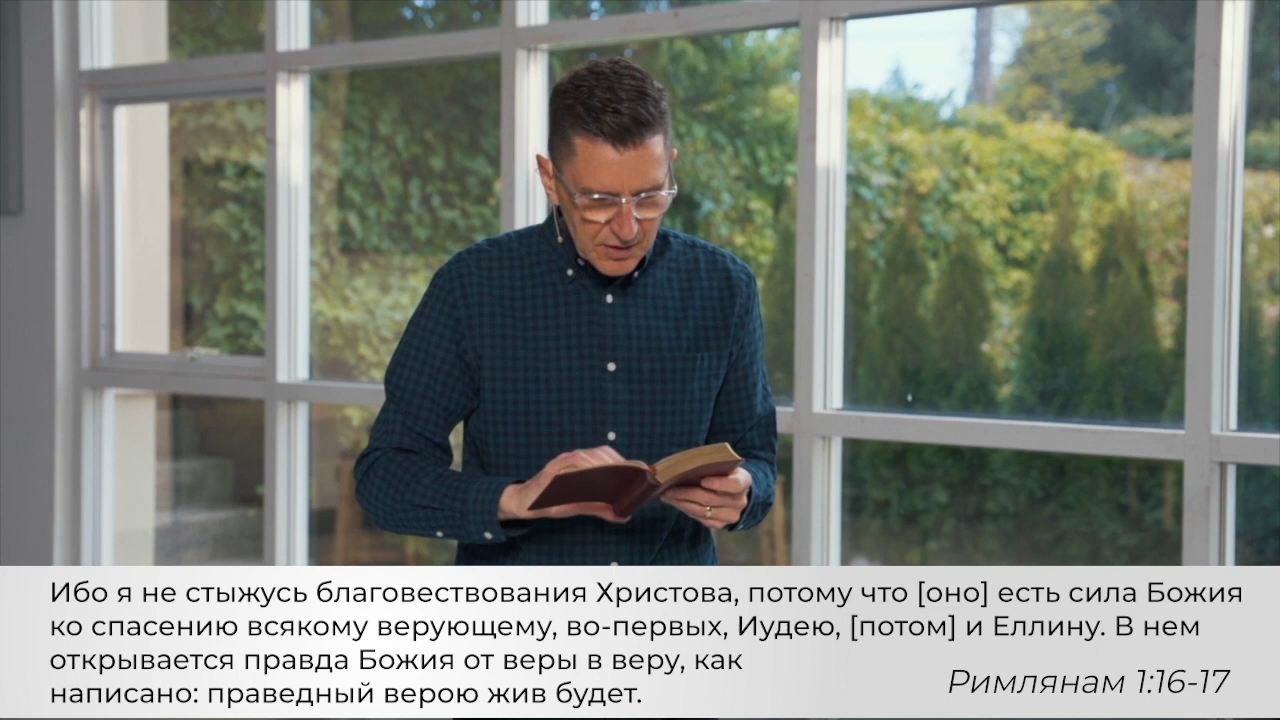 Ибо я не стыжусь благовествования Христова, потому что [оно] есть сила Божия
ко спасению всякому верующему, во-первых, Иудею, [потом] и Еллину. В нем
открывается правда Божия от веры в веру, как
написано: праведный верою жив будет.
Римлянам 1:16-17